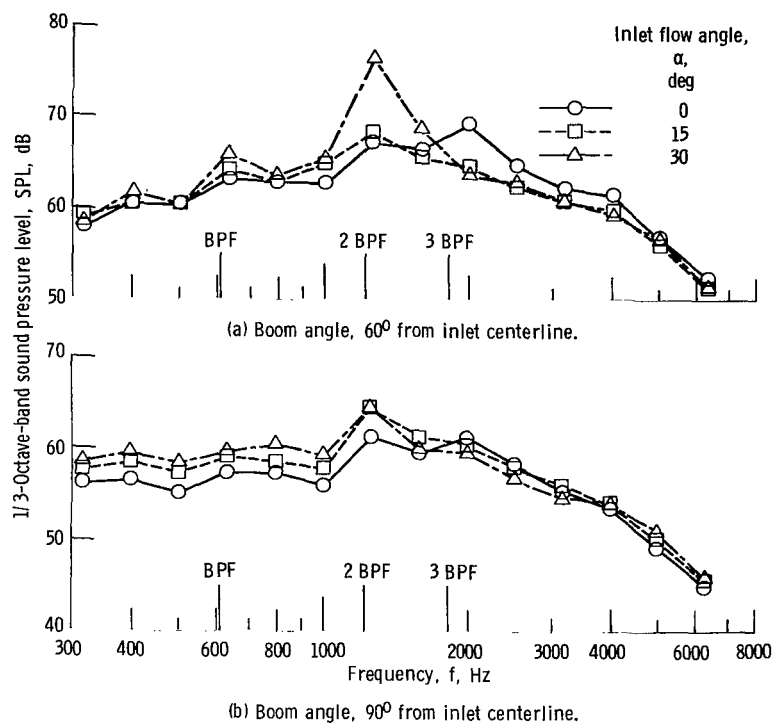 80
70
60
50
1/3-Octave-band sound pressure level, SPL, dB
Inlet flow angle,
α,
deg
0
15
30
BPF
2 BPF
3 BPF
(a) Boom angle, 60⁰ from inlet centerline.
70
60
50
40
BPF
2 BPF
3 BPF
300 400 600 800 1000 2000 3000 4000 6000 8000
Frequency, f, Hz
(b) Boom angle, 90⁰ from inlet centerline.